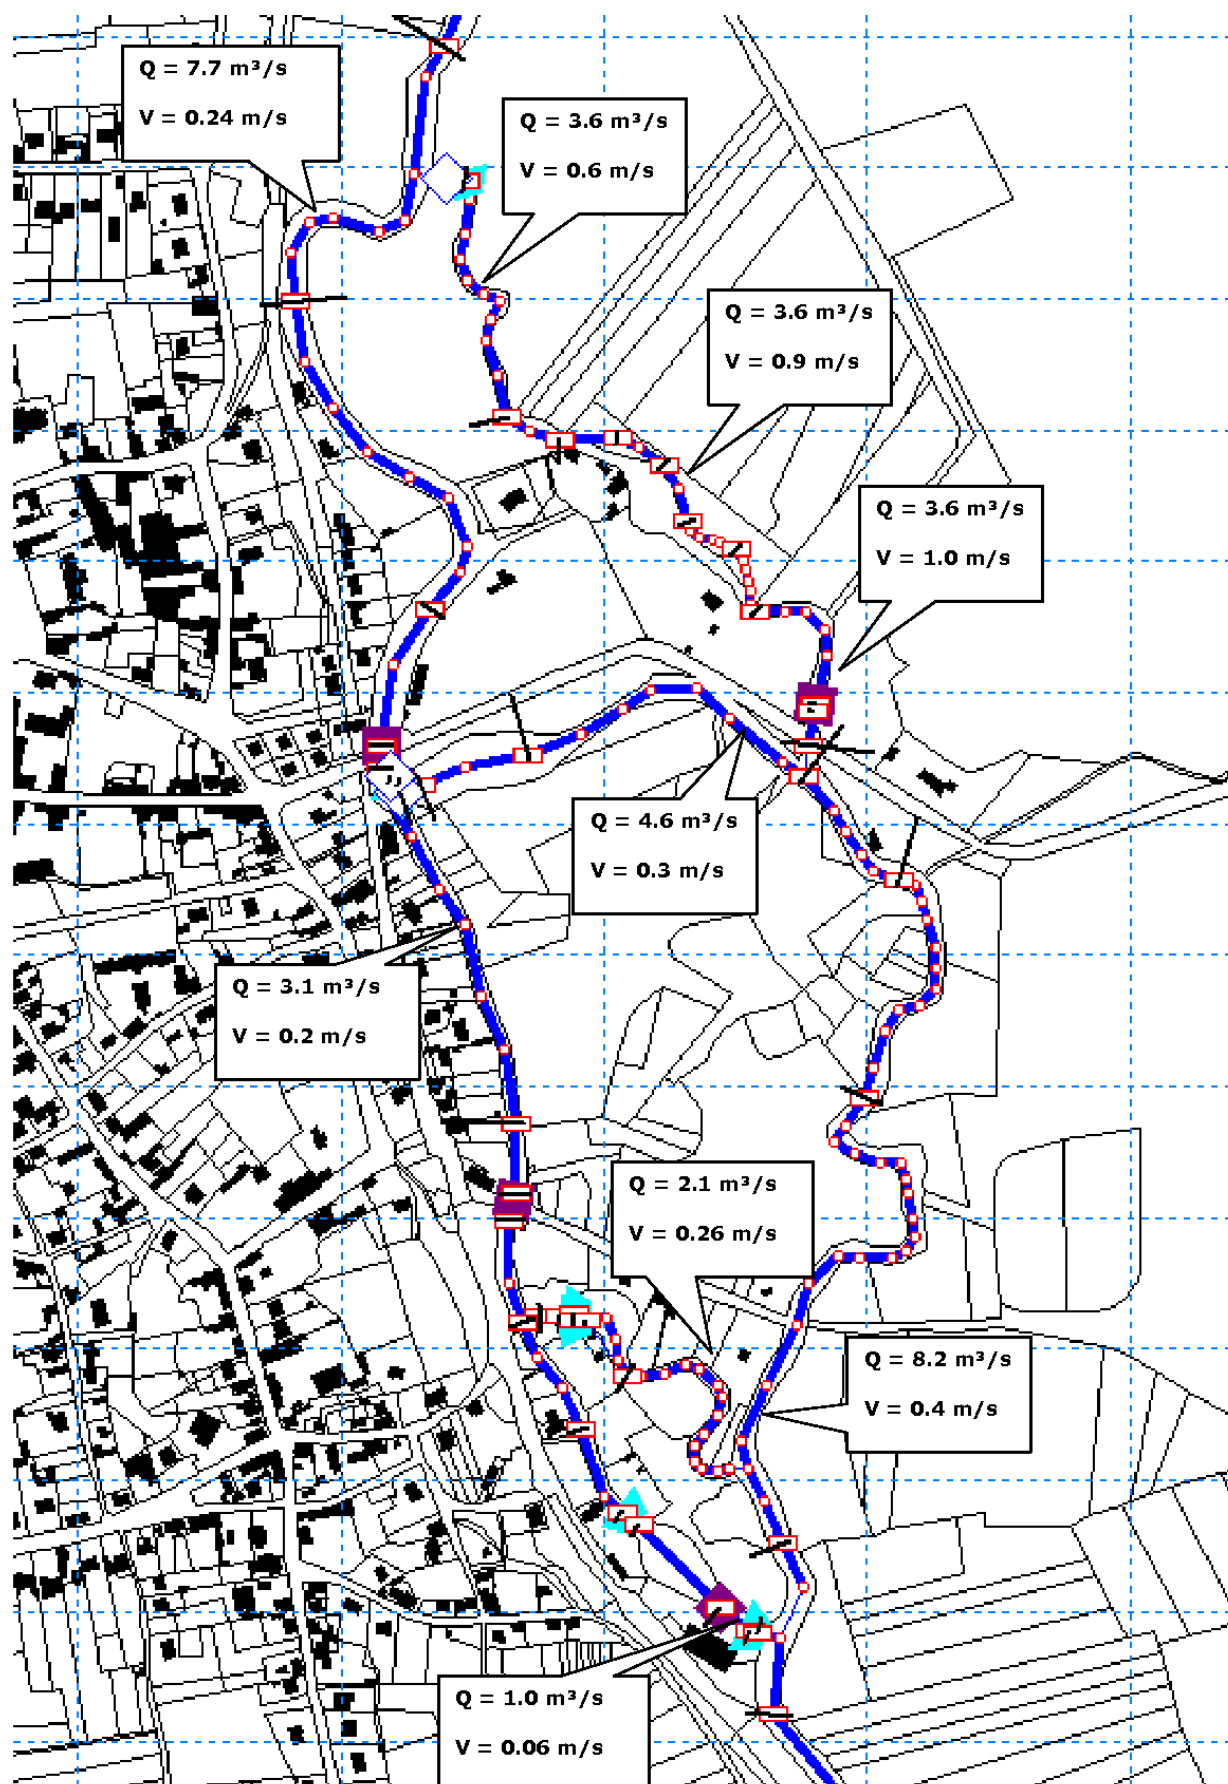 Q = 7.7 m³/s
V = 0.24 m/s
Q = 3.6 m³/s
V = 0.6 m/s
Q = 3.6 m³/s
V = 0.9 m/s
Q = 3.6 m³/s
V = 1.0 m/s
Q = 4.6 m³/s
V = 0.3 m/s
Q = 3.1 m³/s
V = 0.2 m/s
Q = 2.1 m³/s
V = 0.26 m/s
Q = 8.2 m³/s
V = 0.4 m/s
Q = 1.0 m³/s
V = 0.06 m/s